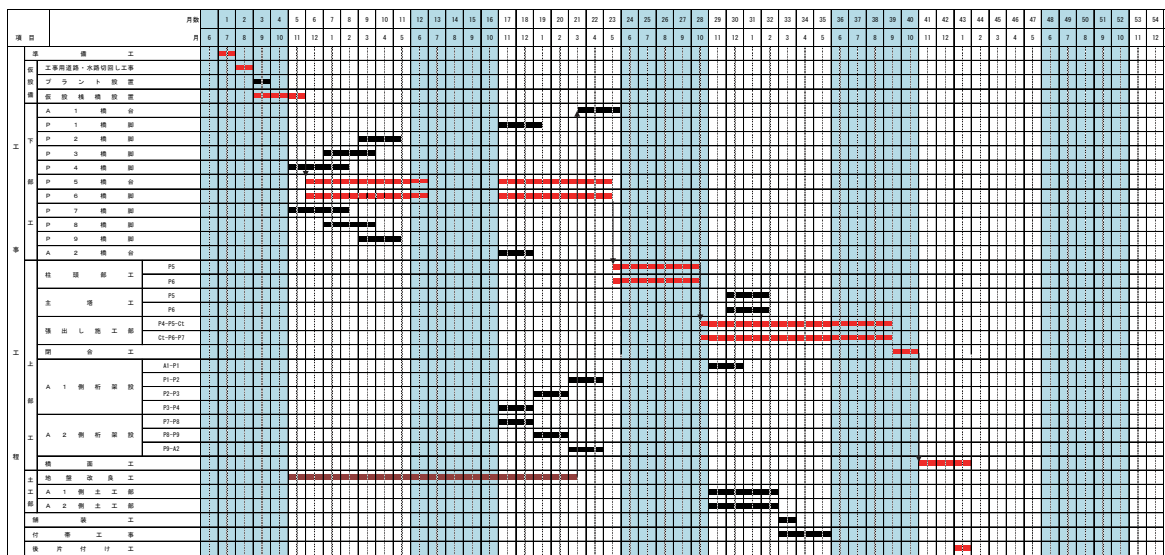 月数 1 2 3 4 5 6 7 8 9 10 11 12 13 14 15 16 17 18 19 20 21 22 23 24 25 26 27 28 29 30 31 32 33 34 35 36 37 38 39 40 41 42 43 44 45 46 47 48 49 50 51 52 53 54
項目 月 6 7 8 9 10 11 12 1 2 3 4 5 6 7 8 9 10 11 12 1 2 3 4 5 6 7 8 9 10 11 12 1 2 3 4 5 6 7 8 9 10 11 12 1 2 3 4 5 6 7 8 9 10 11 12
工事工程
準備工
仮設備
工事用道路・水路切回し工事
プラント設置
仮設桟橋設置
下部工
A1橋台
P1橋脚
P2橋脚
P3橋脚
P4橋脚
P5橋台
P6橋脚
P7橋脚
P8橋脚
P9橋脚
A2橋台
上部工
柱頭部工
P5
P6
主塔工
P5
P6
張出し施工部
P4-P5-Ct
Ct-P6-P7
閉合工
A1側桁架設
A1-P1
P1-P2
P2-P3
P3-P4
A2側桁架設
P7-P8
P8-P9
P9-A2
橋面工
土工部
地盤改良工
A1側土工部
A2側土工部
舗装工
付帯工事
後片付け工